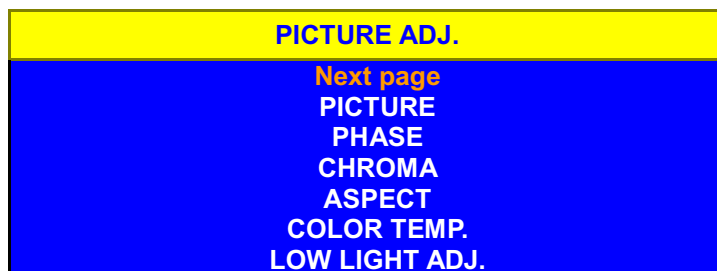 PICTURE ADJ.
Next page
PICTURE
PHASE
CHROMA
ASPECT
COLOR TEMP.
LOW LIGHT ADJ.